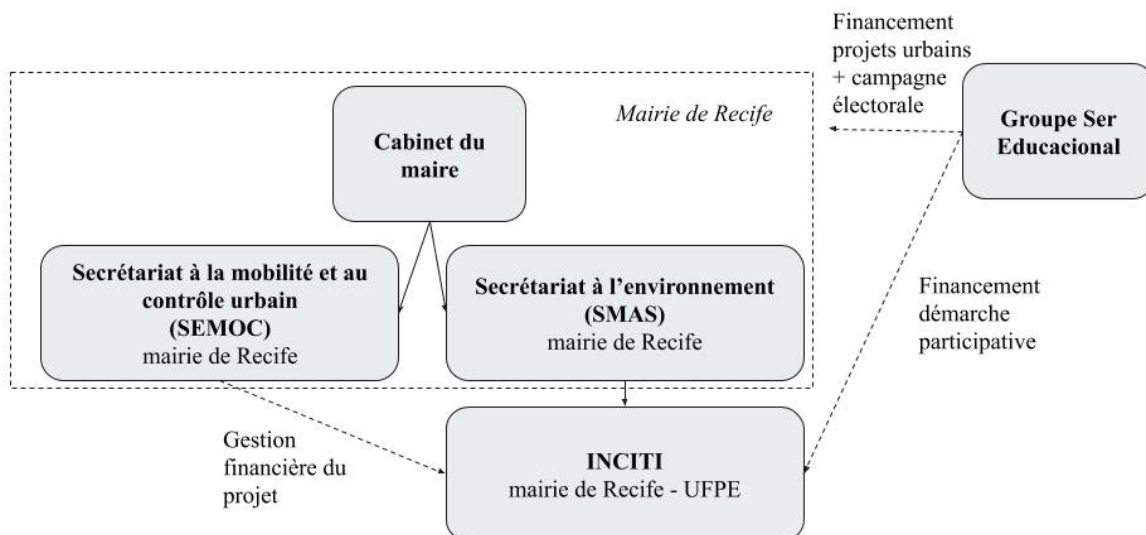 Financement
projets urbains
+ campagne
électorale
Mairie de Recife
Cabinet du
maire
Groupe Ser
Educacional
Secrétariat à la mobilité et au
contrôle urbain
(SEMOC)
mairie de Recife
Secrétariat à l’environnement
(SMAS)
mairie de Recife
Financement
démarche
participative
Gestion
financière du
projet
INCITI
mairie de Recife - UFPE